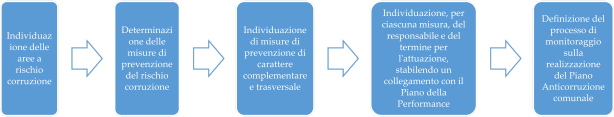 Individuaz
ione delle
aree a
rischio
corruzione
Determinazi
one delle
misure di
prevenzione
del rischio
corruzione
Individuazione
di misure di
prevenzione di
carattere
complementar
e trasversale
Individuazione, per
ciascuna misura, del
responsabile e del
termine per
l'attuazione,
stabilendo un
collegamento con il
Piano della
Performance
Definizione del
processo di
monitoraggio
sulla
realizzazione
del Piano
Anticorruzione
comunale